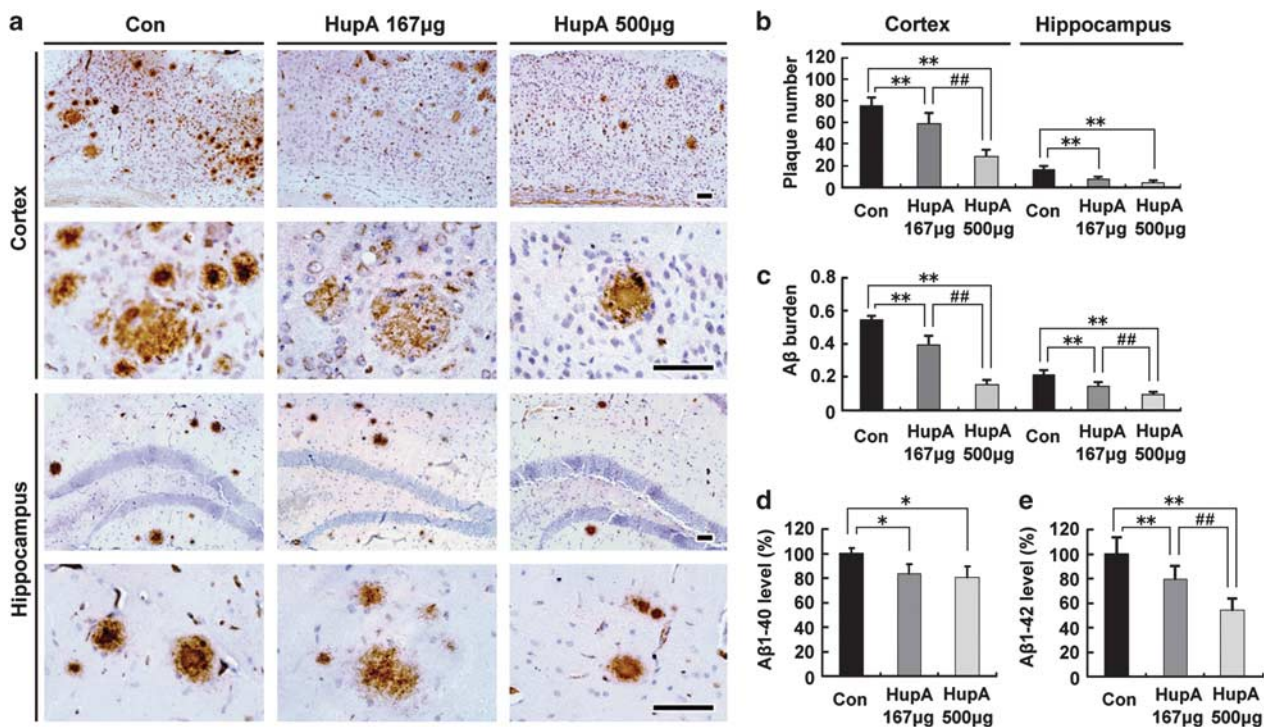 a
Con
HupA 167µg
HupA 500µg
Cortex
Hippocampus
b
Cortex
Hippocampus
Plaque number
120
100
80
60
40
20
0
**
**
##
**
**
Con
HupA
167µg
HupA
500µg
Con
HupA
167µg
HupA
500µg
c
Aβ burden
0.8
0.6
0.4
0.2
0
**
**
##
**
**
##
Con
HupA
167µg
HupA
500µg
Con
HupA
167µg
HupA
500µg
d
Aβ1-40 level (%)
120
100
80
60
40
20
0
*
*
Con
HupA
167µg
HupA
500µg
e
Aβ1-42 level (%)
120
100
80
60
40
20
0
**
**
##
Con
HupA
167µg
HupA
500µg